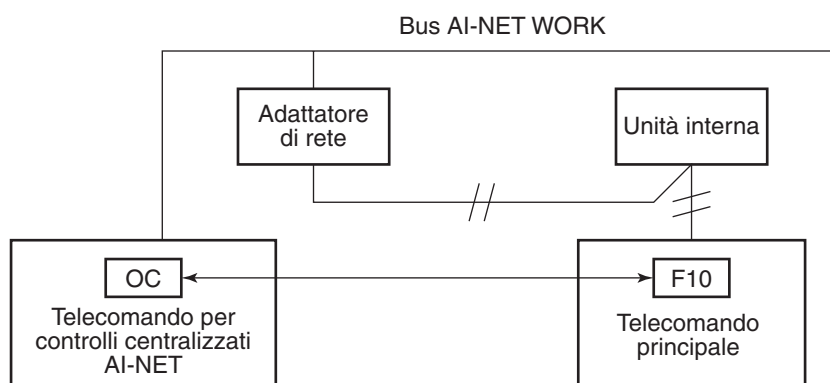 Bus AI-NET WORK
Adattatore
di rete
Unità interna
OC
F10
Telecomando per
controlli centralizzati
AI-NET
Telecomando
principale